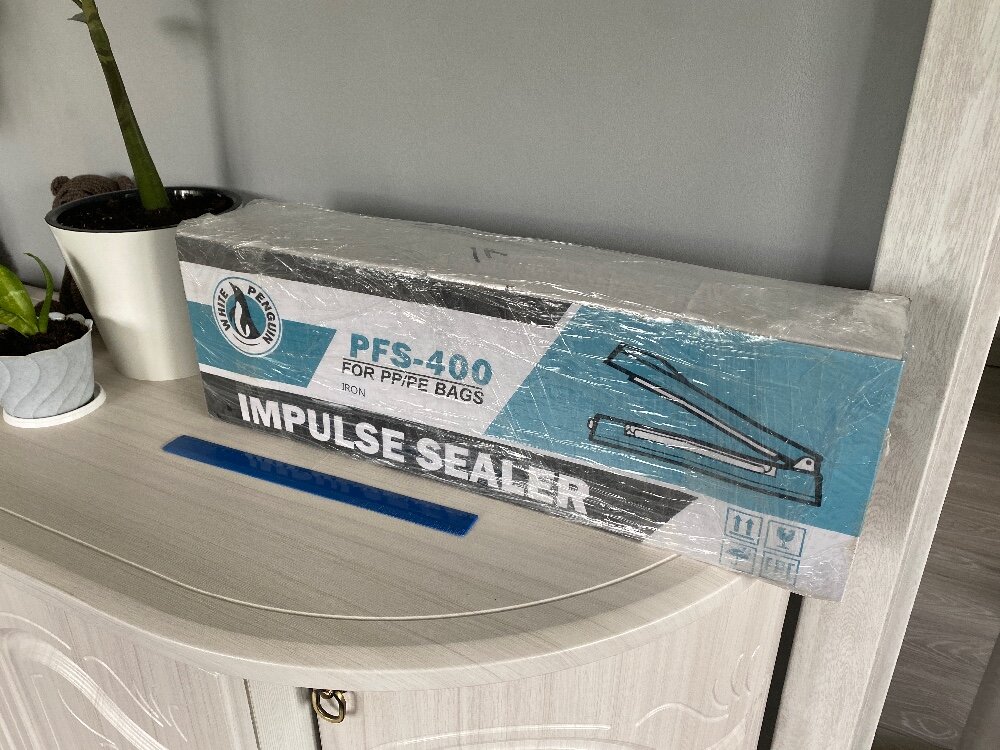 WHITE PENGUIN
PFS-400
FOR PP/PE BAGS
IRON
IMPULSE SEALER